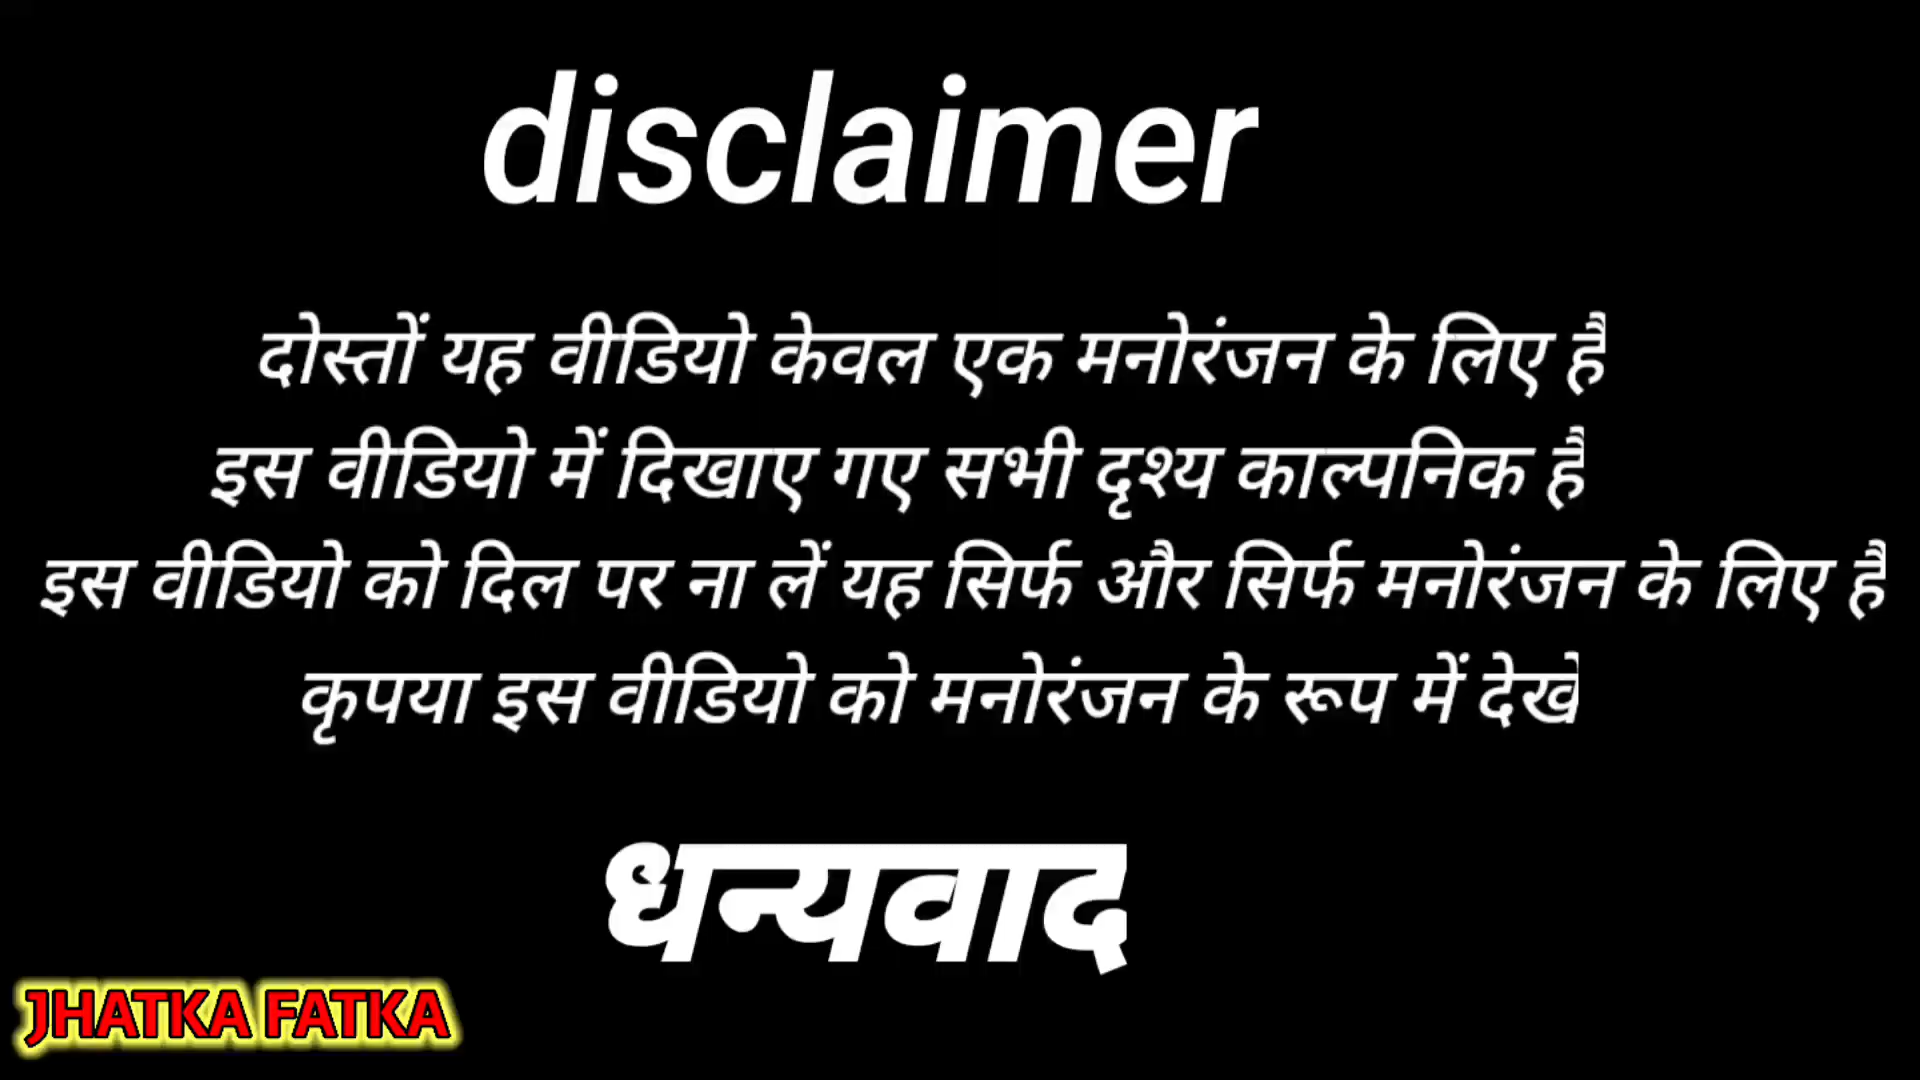 disclaimer
दोस्तों यह वीडियो केवल एक मनोरंजन के लिए है
इस वीडियो में दिखाए गए सभी दृश्य काल्पनिक है
इस वीडियो को दिल पर ना लें यह सिर्फ और सिर्फ मनोरंजन के लिए है
कृपया इस वीडियो को मनोरंजन के रूप में देखे
धन्यवाद
JHATKA FATKA